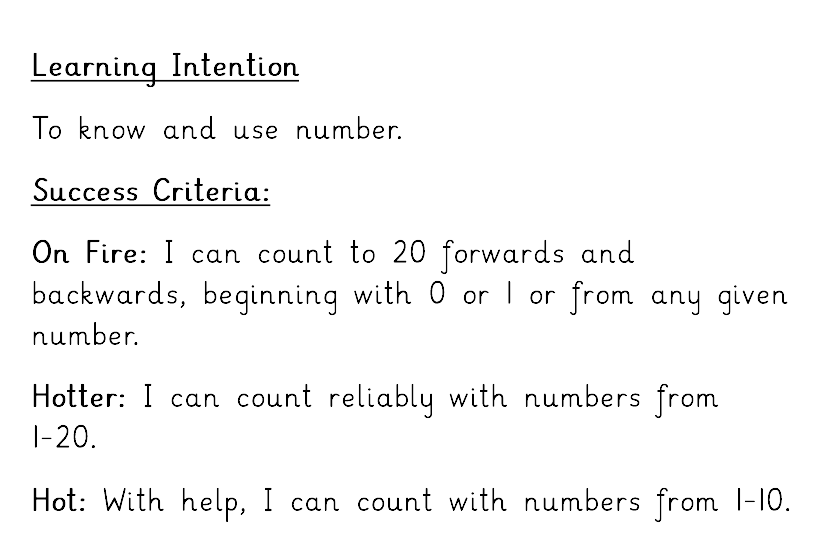 Learning Intention
To know and use number.
Success Criteria:
On Fire: I can count to 20 forwards and
backwards, beginning with 0 or 1 or from any given
number.
Hotter: I can count reliably with numbers from
1-20.
Hot: With help, I can count with numbers from 1-10.